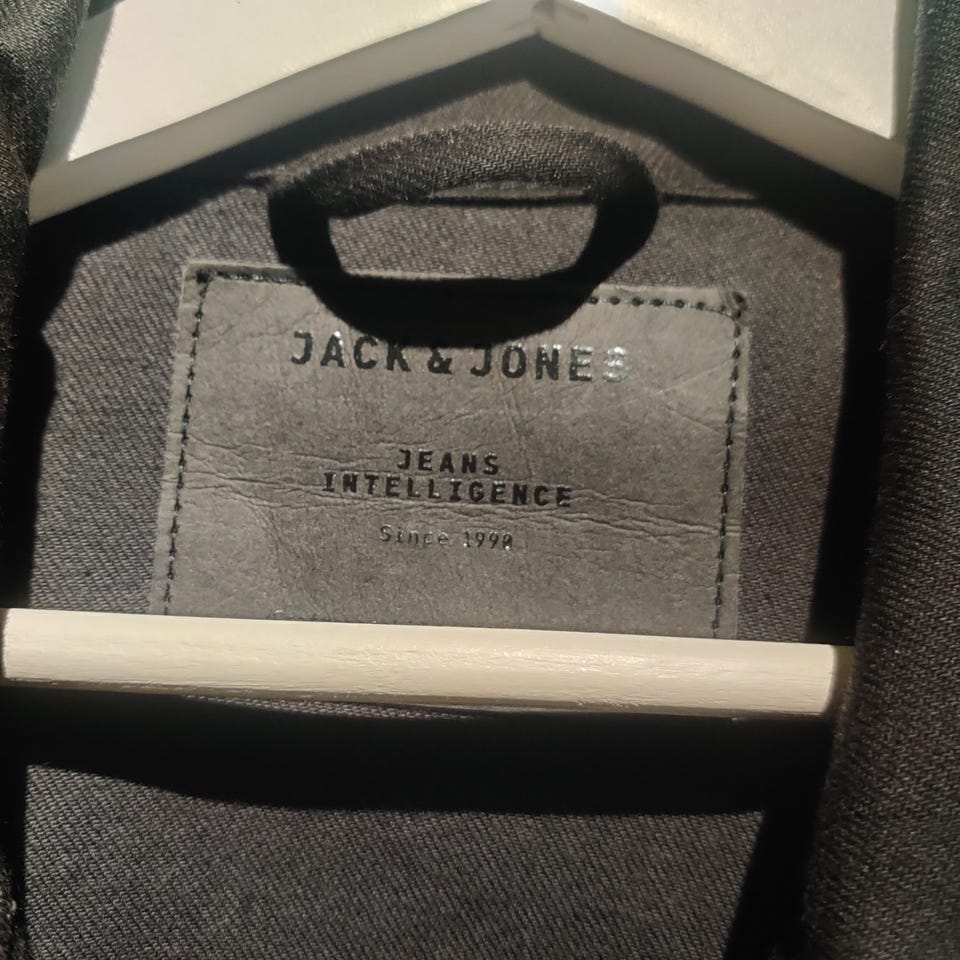 JACK & JONES
JEANS
INTELLIGENCE
Since 1990